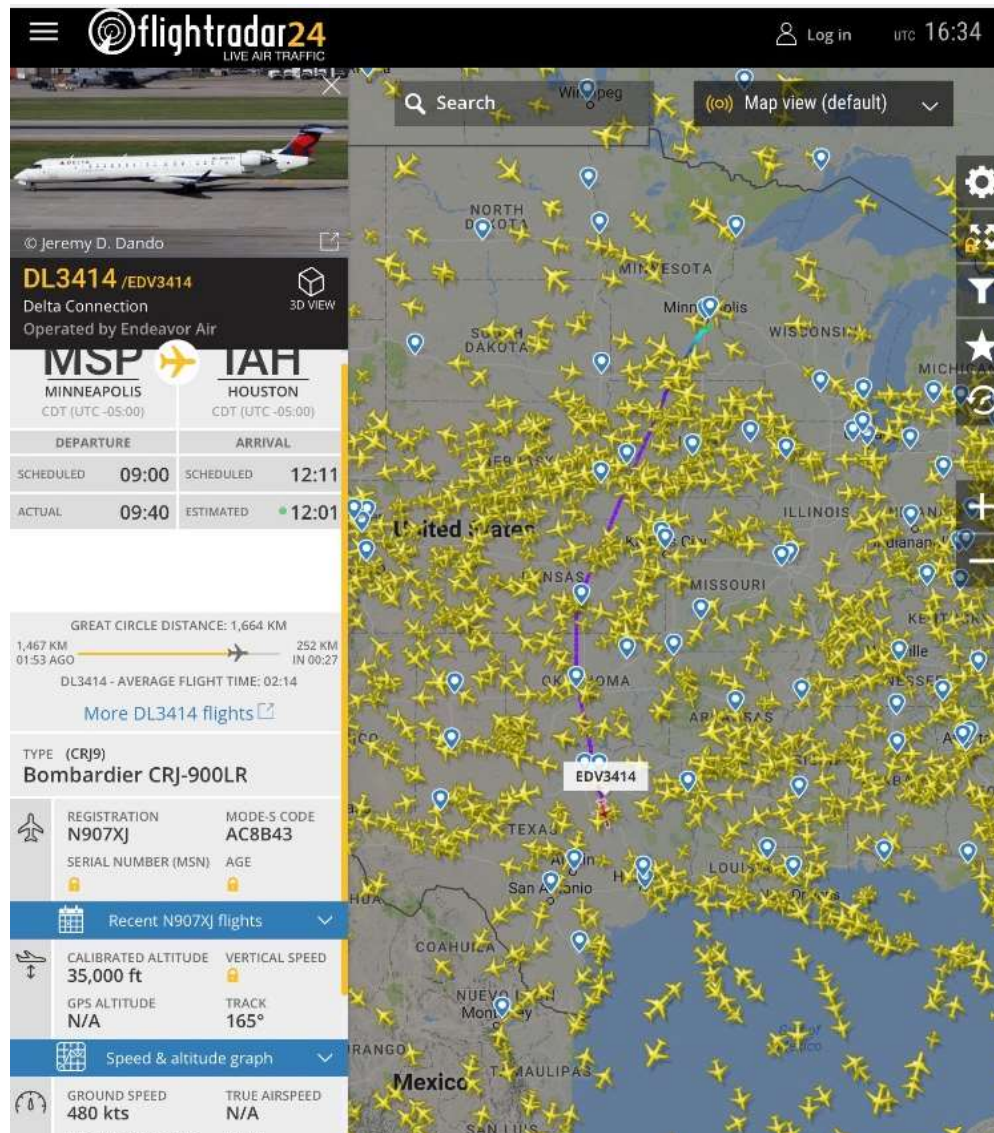 flightradar24
LIVE AIR TRAFFIC
Log in
UTC 16:34
Search
Map view (default)
© Jeremy D. Dando
DL3414 /EDV3414
Delta Connection
Operated by Endeavor Air
3D VIEW
MSP IAH
MINNEAPOLIS HOUSTON
CDT (UTC -05:00) CDT (UTC -05:00)
DEPARTURE ARRIVAL
SCHEDULED 09:00 SCHEDULED 12:11
ACTUAL 09:40 ESTIMATED 12:01
GREAT CIRCLE DISTANCE: 1,664 KM
1,467 KM 252 KM
01:53 AGO IN 00:27
DL3414 - AVERAGE FLIGHT TIME: 02:14
More DL3414 flights
TYPE (CRJ9)
Bombardier CRJ-900LR
REGISTRATION MODE-S CODE
N907XJ AC8B43
SERIAL NUMBER (MSN) AGE
Recent N907XJ flights
CALIBRATED ALTITUDE VERTICAL SPEED
35,000 ft
GPS ALTITUDE TRACK
N/A 165°
Speed & altitude graph
GROUND SPEED TRUE AIRSPEED
480 kts N/A
NORTH
MINNESOTA
WISCONSIN
DAKOTA
ILLINOIS
MISSOURI
EDV3414
TEXAS
COAHUILA
Mexico